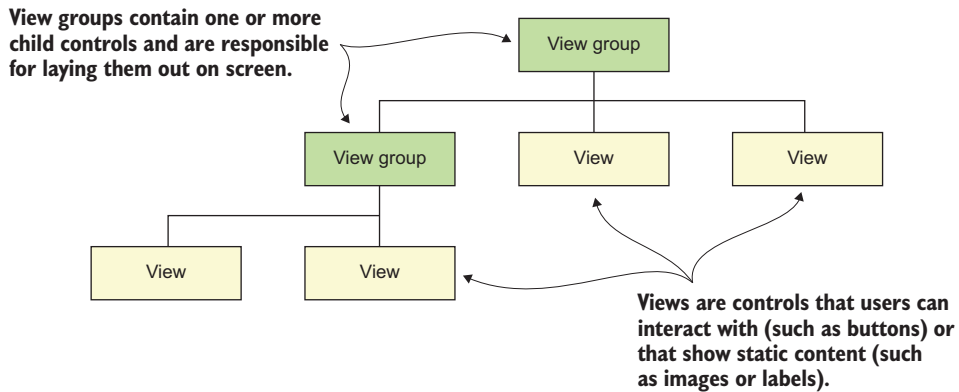 View groups contain one or more
child controls and are responsible
for laying them out on screen.
View group
View group
View
View
View
View
Views are controls that users can
interact with (such as buttons) or
that show static content (such
as images or labels).